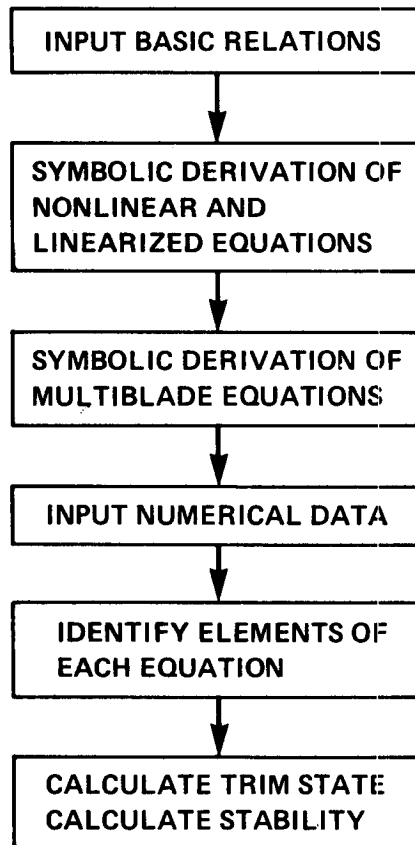 INPUT BASIC RELATIONS
SYMBOLIC DERIVATION OF
NONLINEAR AND
LINEARIZED EQUATIONS
SYMBOLIC DERIVATION OF
MULTIBLADE EQUATIONS
INPUT NUMERICAL DATA
IDENTIFY ELEMENTS OF
EACH EQUATION
CALCULATE TRIM STATE
CALCULATE STABILITY